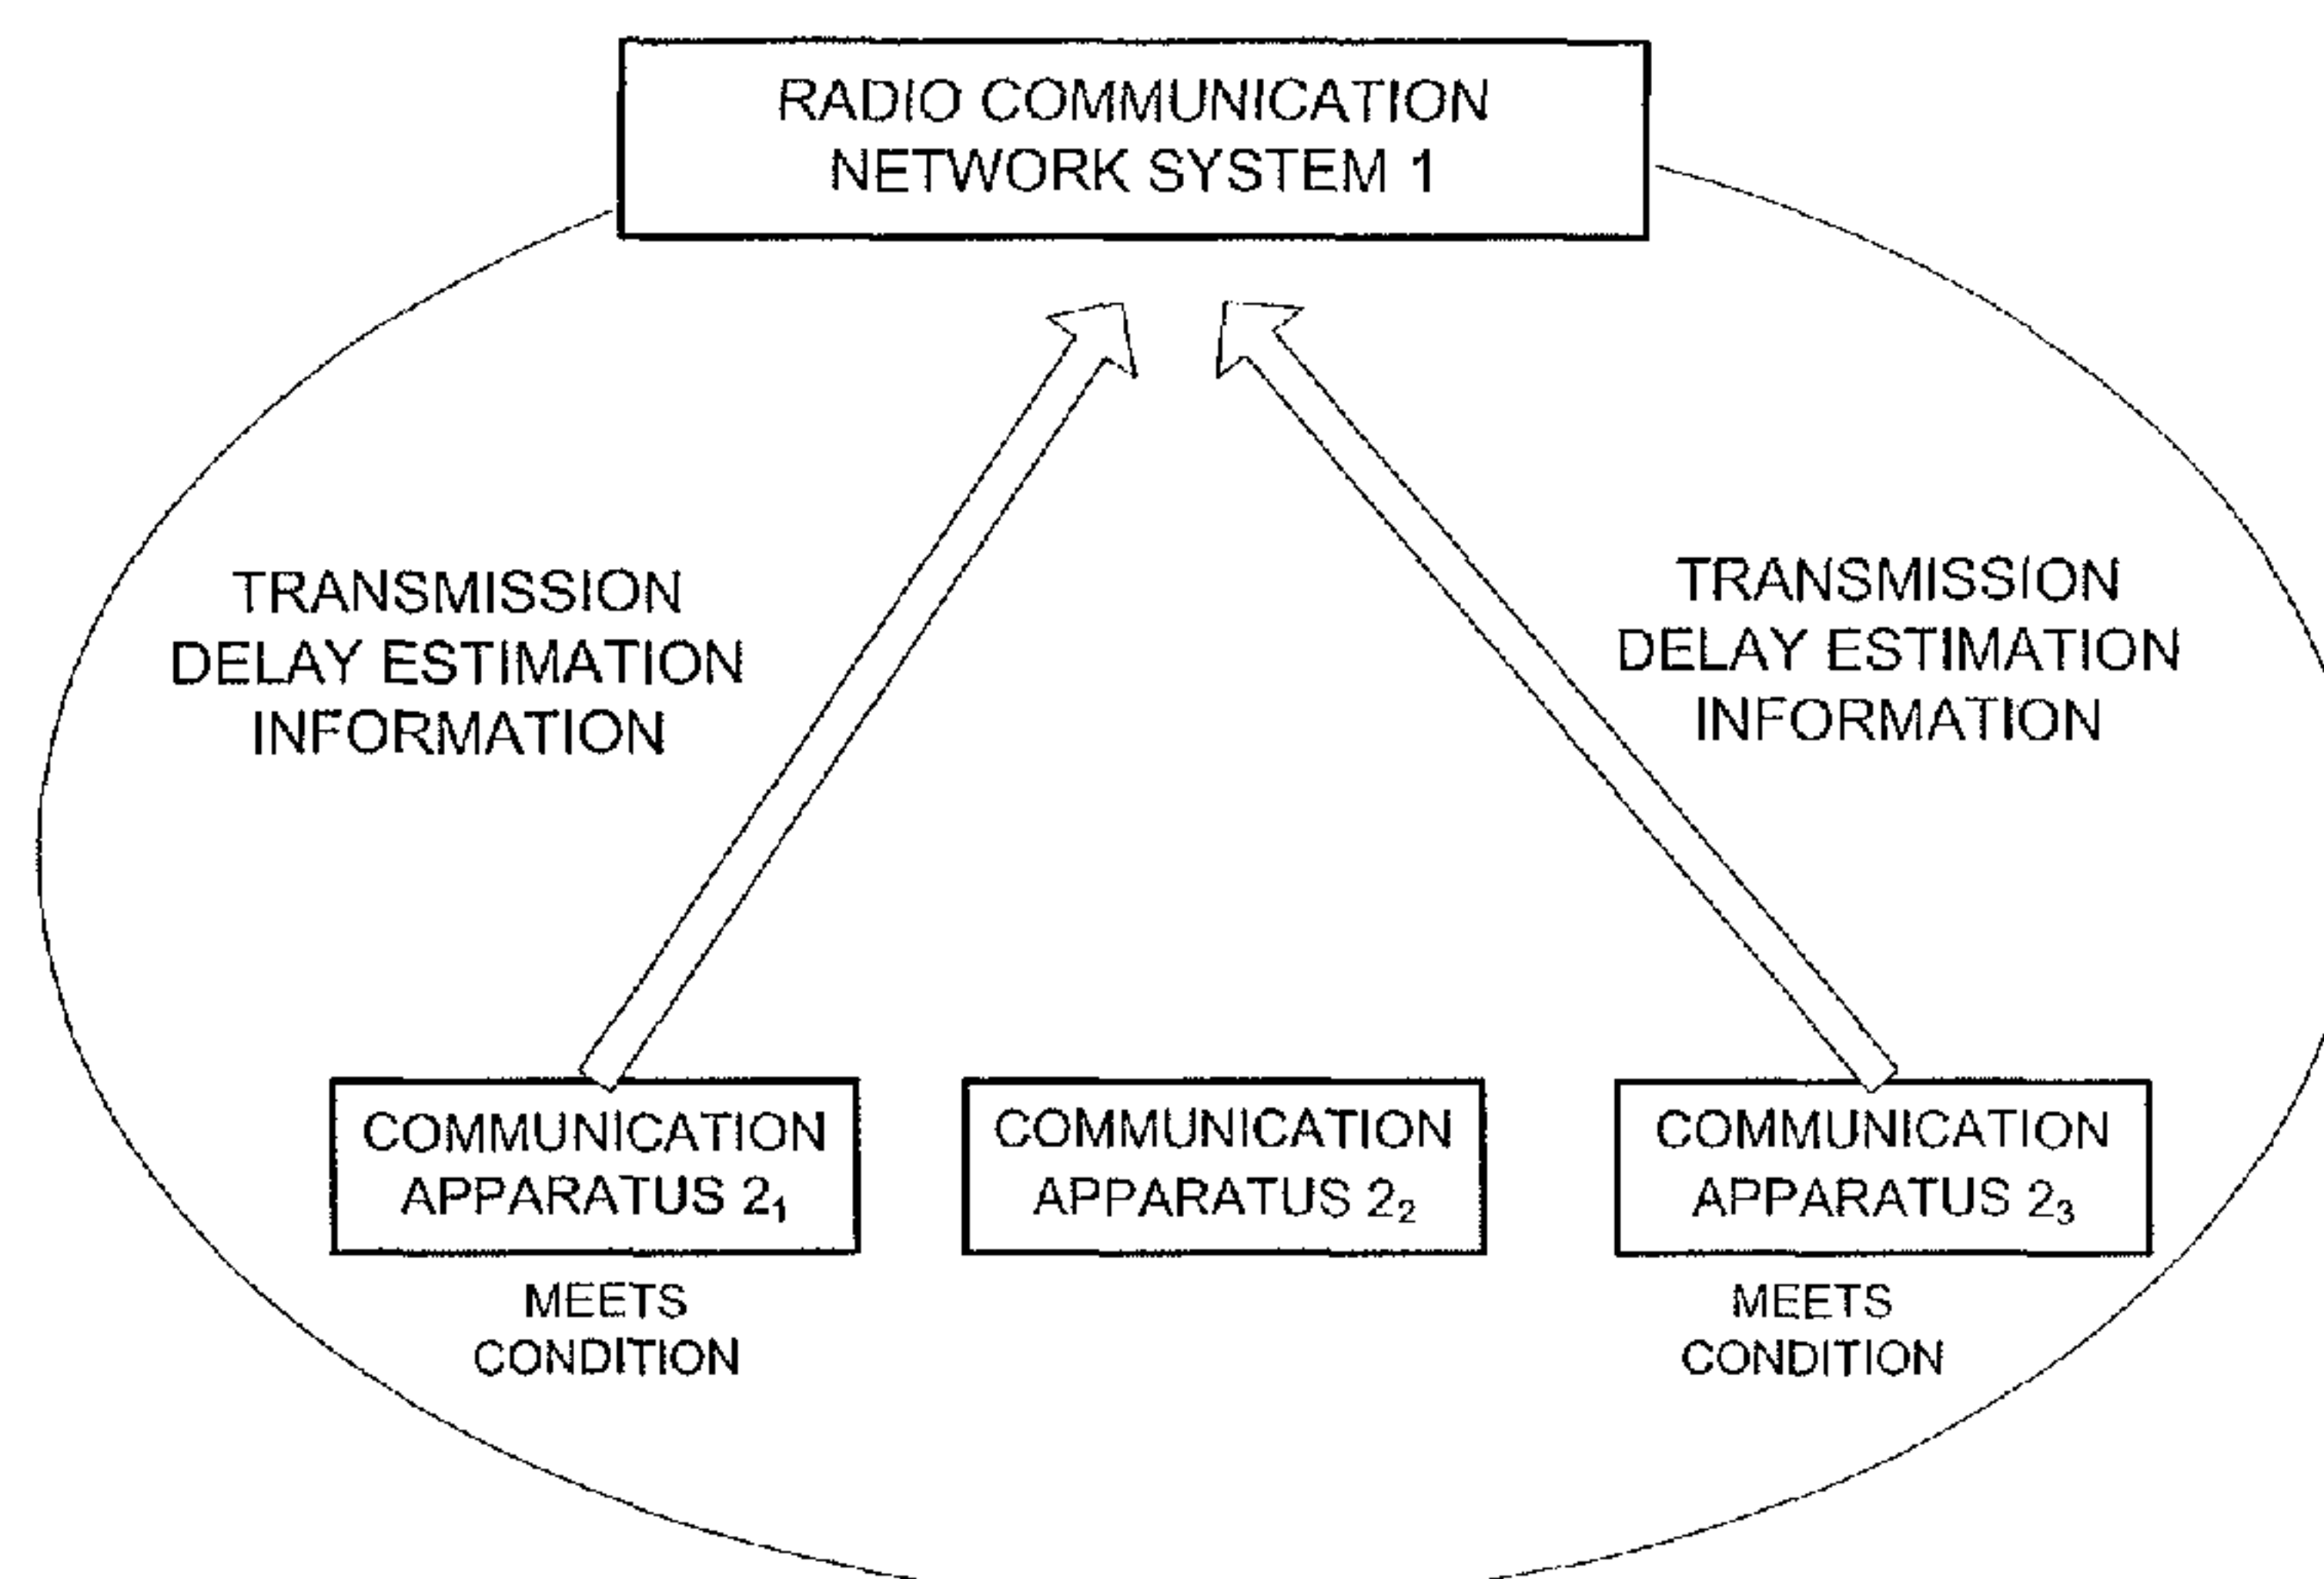 RADIO COMMUNICATION
NETWORK SYSTEM 1
TRANSMISSION
DELAY ESTIMATION
INFORMATION
TRANSMISSION
DELAY ESTIMATION
INFORMATION
COMMUNICATION
APPARATUS 2₁
COMMUNICATION
APPARATUS 2₂
COMMUNICATION
APPARATUS 2₃
MEETS
CONDITION
MEETS
CONDITION